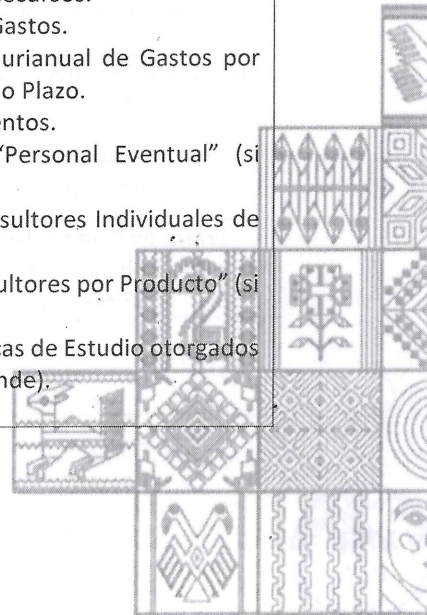 Gastos.
urianual de Gastos por
o Plazo.
entos.
"Personal Eventual" (si
sultores Individuales de
ultores por Producto" (si
as de Estudio otorgados
nde).